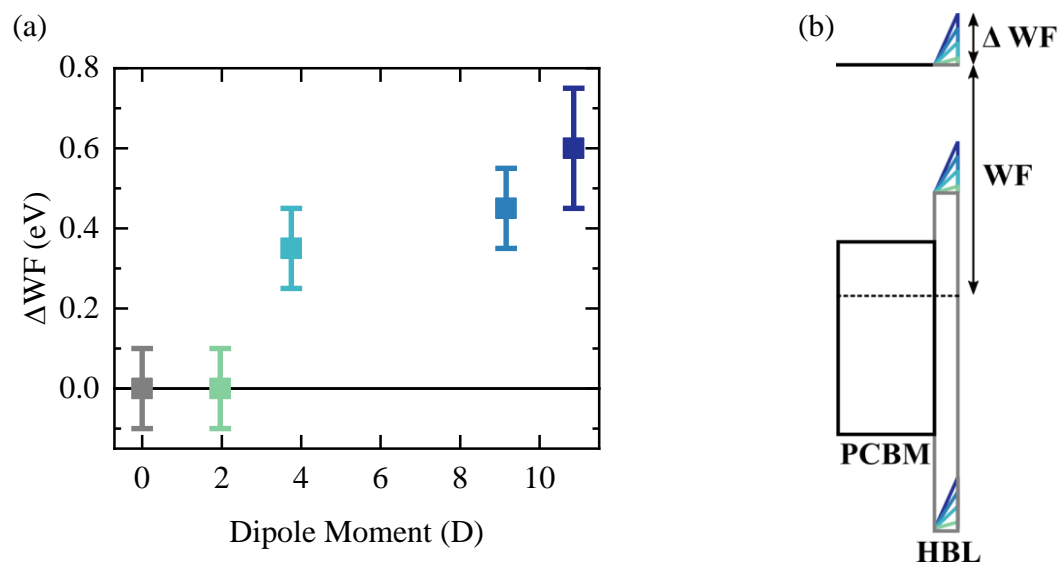 (a)
0.8
0.6
0.4
0.2
0.0
ΔWF (eV)
0 2 4 6 8 10
Dipole Moment (D)
(b)
Δ WF
WF
PCBM
HBL